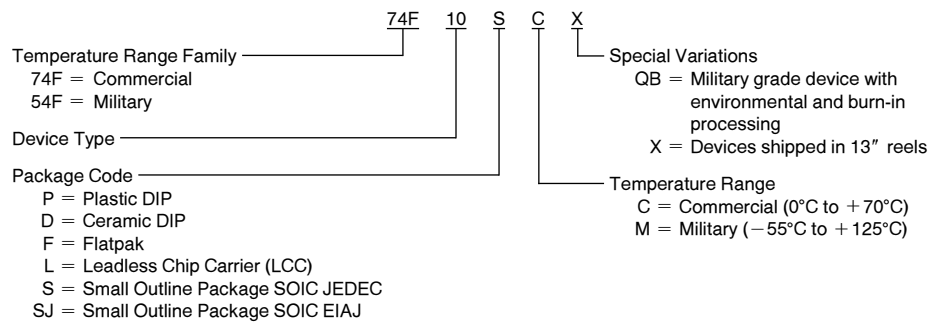 74F 10 S C X
Temperature Range Family
74F = Commercial
54F = Military
Device Type
Package Code
P = Plastic DIP
D = Ceramic DIP
F = Flatpak
L = Leadless Chip Carrier (LCC)
S = Small Outline Package SOIC JEDEC
SJ = Small Outline Package SOIC EIAJ
Special Variations
QB = Military grade device with
environmental and burn-in
processing
X = Devices shipped in 13″ reels
Temperature Range
C = Commercial (0°C to +70°C)
M = Military (−55°C to +125°C)